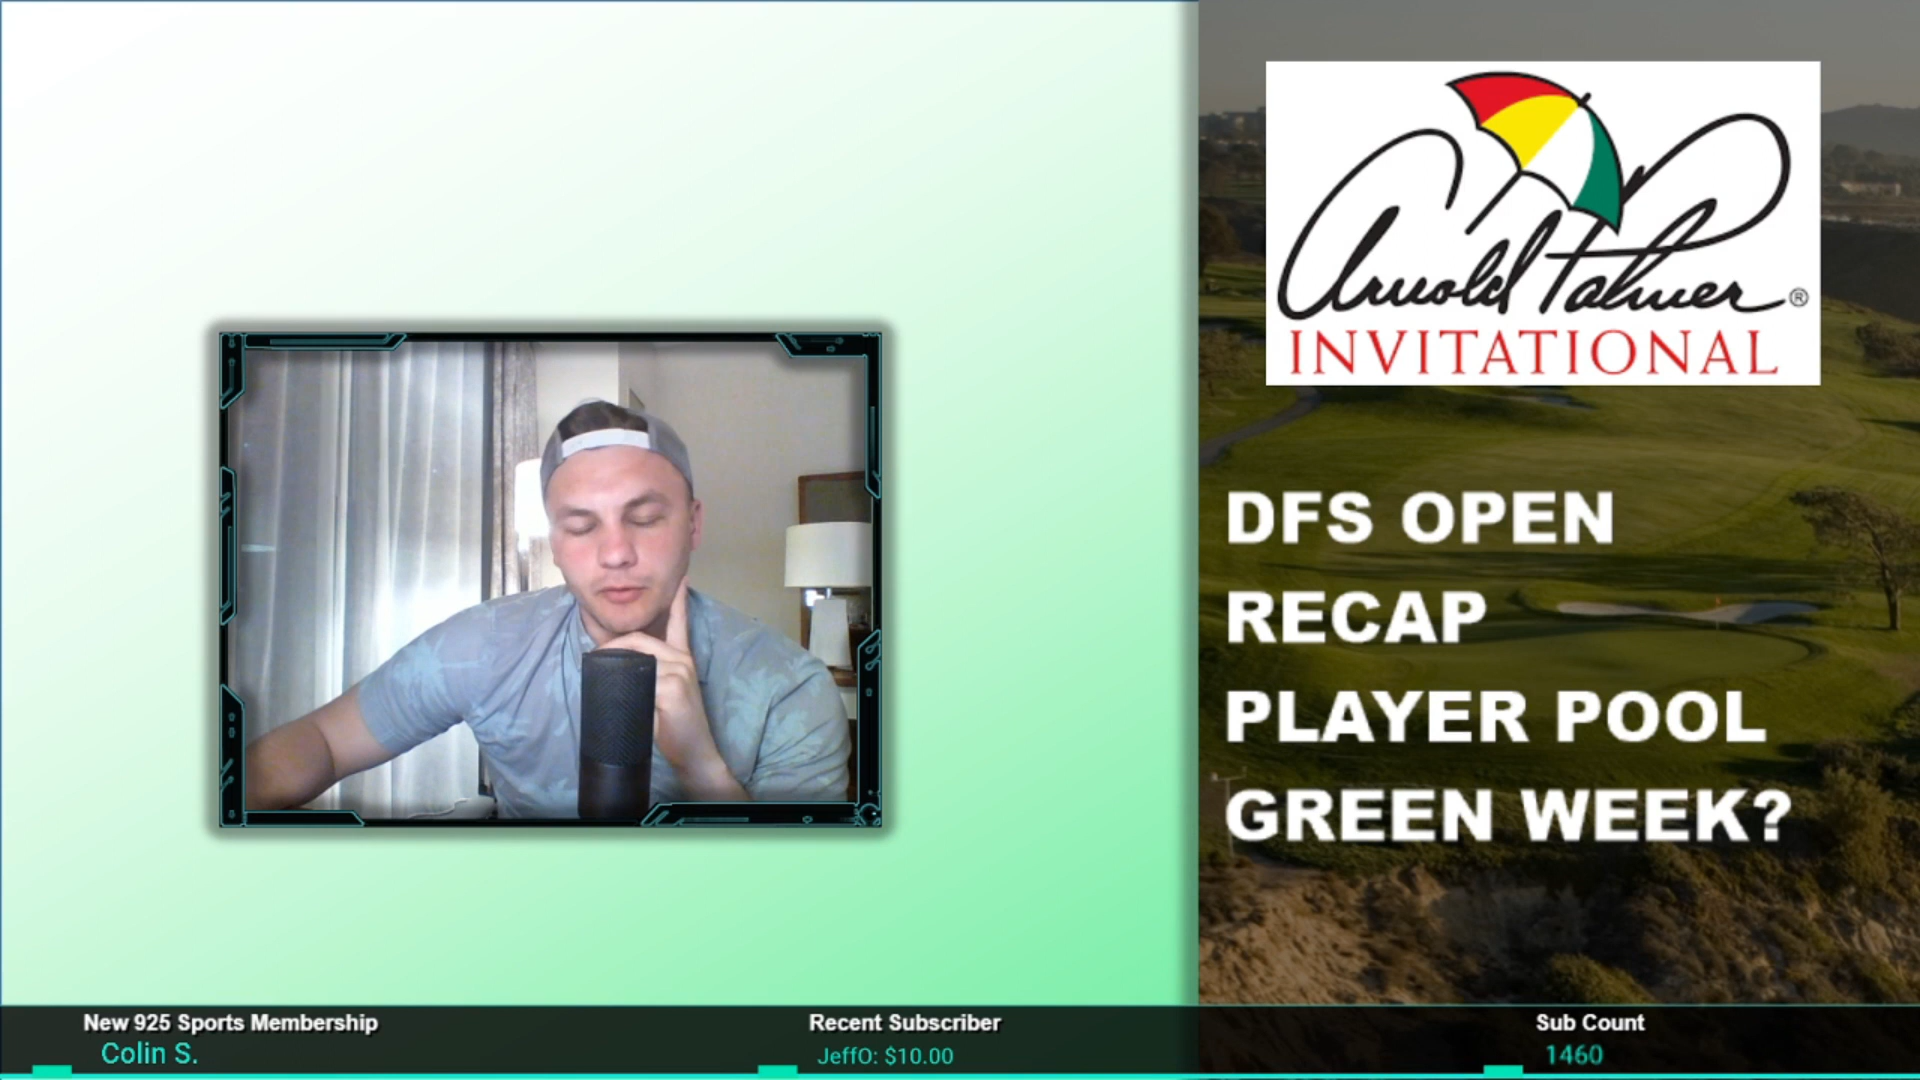 Arnold Palmer ®
INVITATIONAL
DFS OPEN
RECAP
PLAYER POOL
GREEN WEEK?
New 925 Sports Membership
Colin S.
Recent Subscriber
JeffO: $10.00
Sub Count
1460